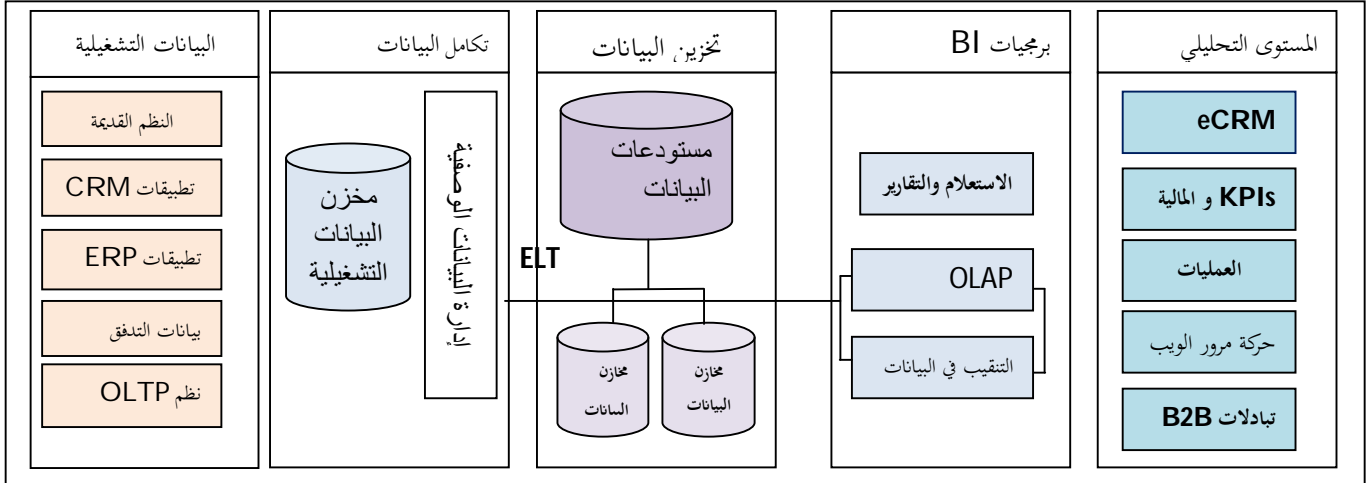 البيانات التشغيلية
النظم القديمة
تطبيقات CRM
تطبيقات ERP
بيانات التدفق
نظم OLTP
تكامل البيانات
مخزن
البيانات
التشغيلية
إدارة البيانات الوصفية
ELT
تخزين البيانات
مستودعات
البيانات
مخازن
البيانات
مخازن
البيانات
برمجيات BI
الاستعلام والتقارير
OLAP
التنقيب في البيانات
المستوى التحليلي
eCRM
KPIs و المالية
العمليات
حركة مرور الويب
تبادلات B2B